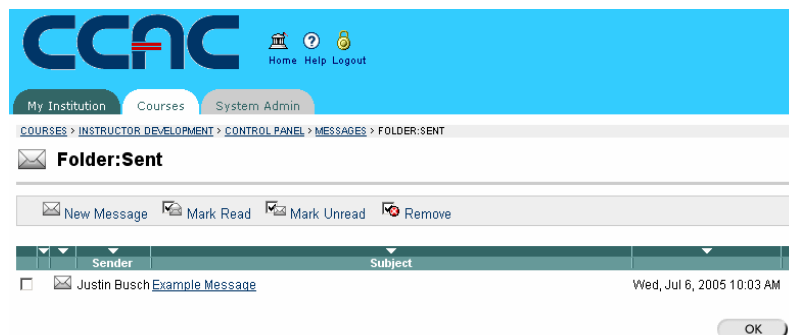 CCAC
Home Help Logout
My Institution Courses System Admin
COURSES > INSTRUCTOR DEVELOPMENT > CONTROL PANEL > MESSAGES > FOLDER:SENT
Folder:Sent
New Message Mark Read Mark Unread Remove
Sender Subject
Justin Busch Example Message Wed, Jul 6, 2005 10:03 AM
OK